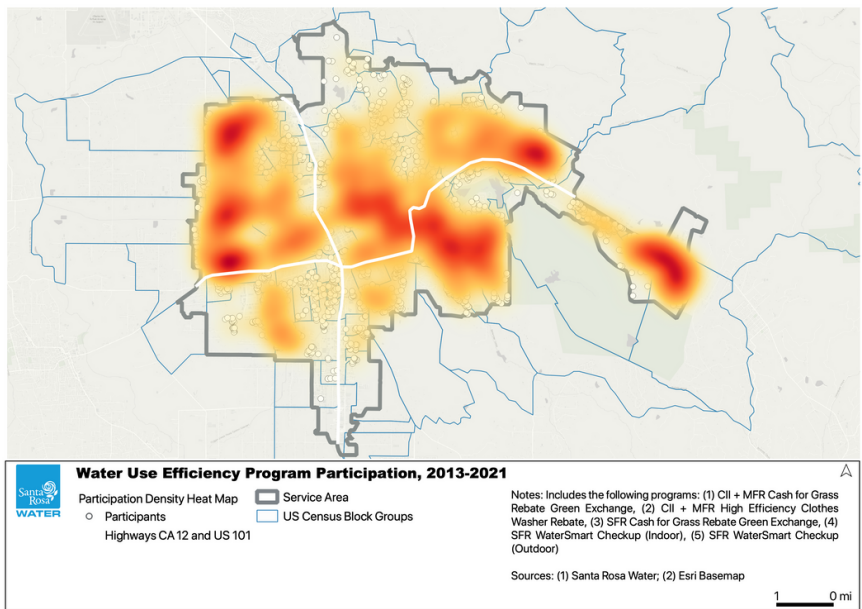 Santa
Rosa
WATER
Water Use Efficiency Program Participation, 2013-2021
Participation Density Heat Map
Participants
Highways CA 12 and US 101
Service Area
US Census Block Groups
Notes: Includes the following programs: (1) CII + MFR Cash for Grass
Rebate Green Exchange, (2) CII + MFR High Efficiency Clothes
Washer Rebate, (3) SFR Cash for Grass Rebate Green Exchange, (4)
SFR WaterSmart Checkup (Indoor), (5) SFR WaterSmart Checkup
(Outdoor)
Sources: (1) Santa Rosa Water; (2) Esri Basemap
1 0 mi